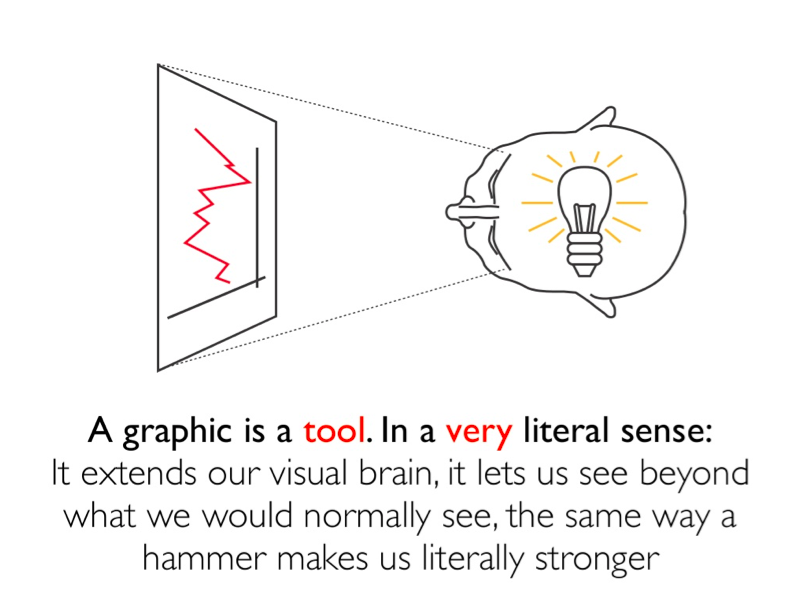 A graphic is a tool. In a very literal sense:
It extends our visual brain, it lets us see beyond
what we would normally see, the same way a
hammer makes us literally stronger